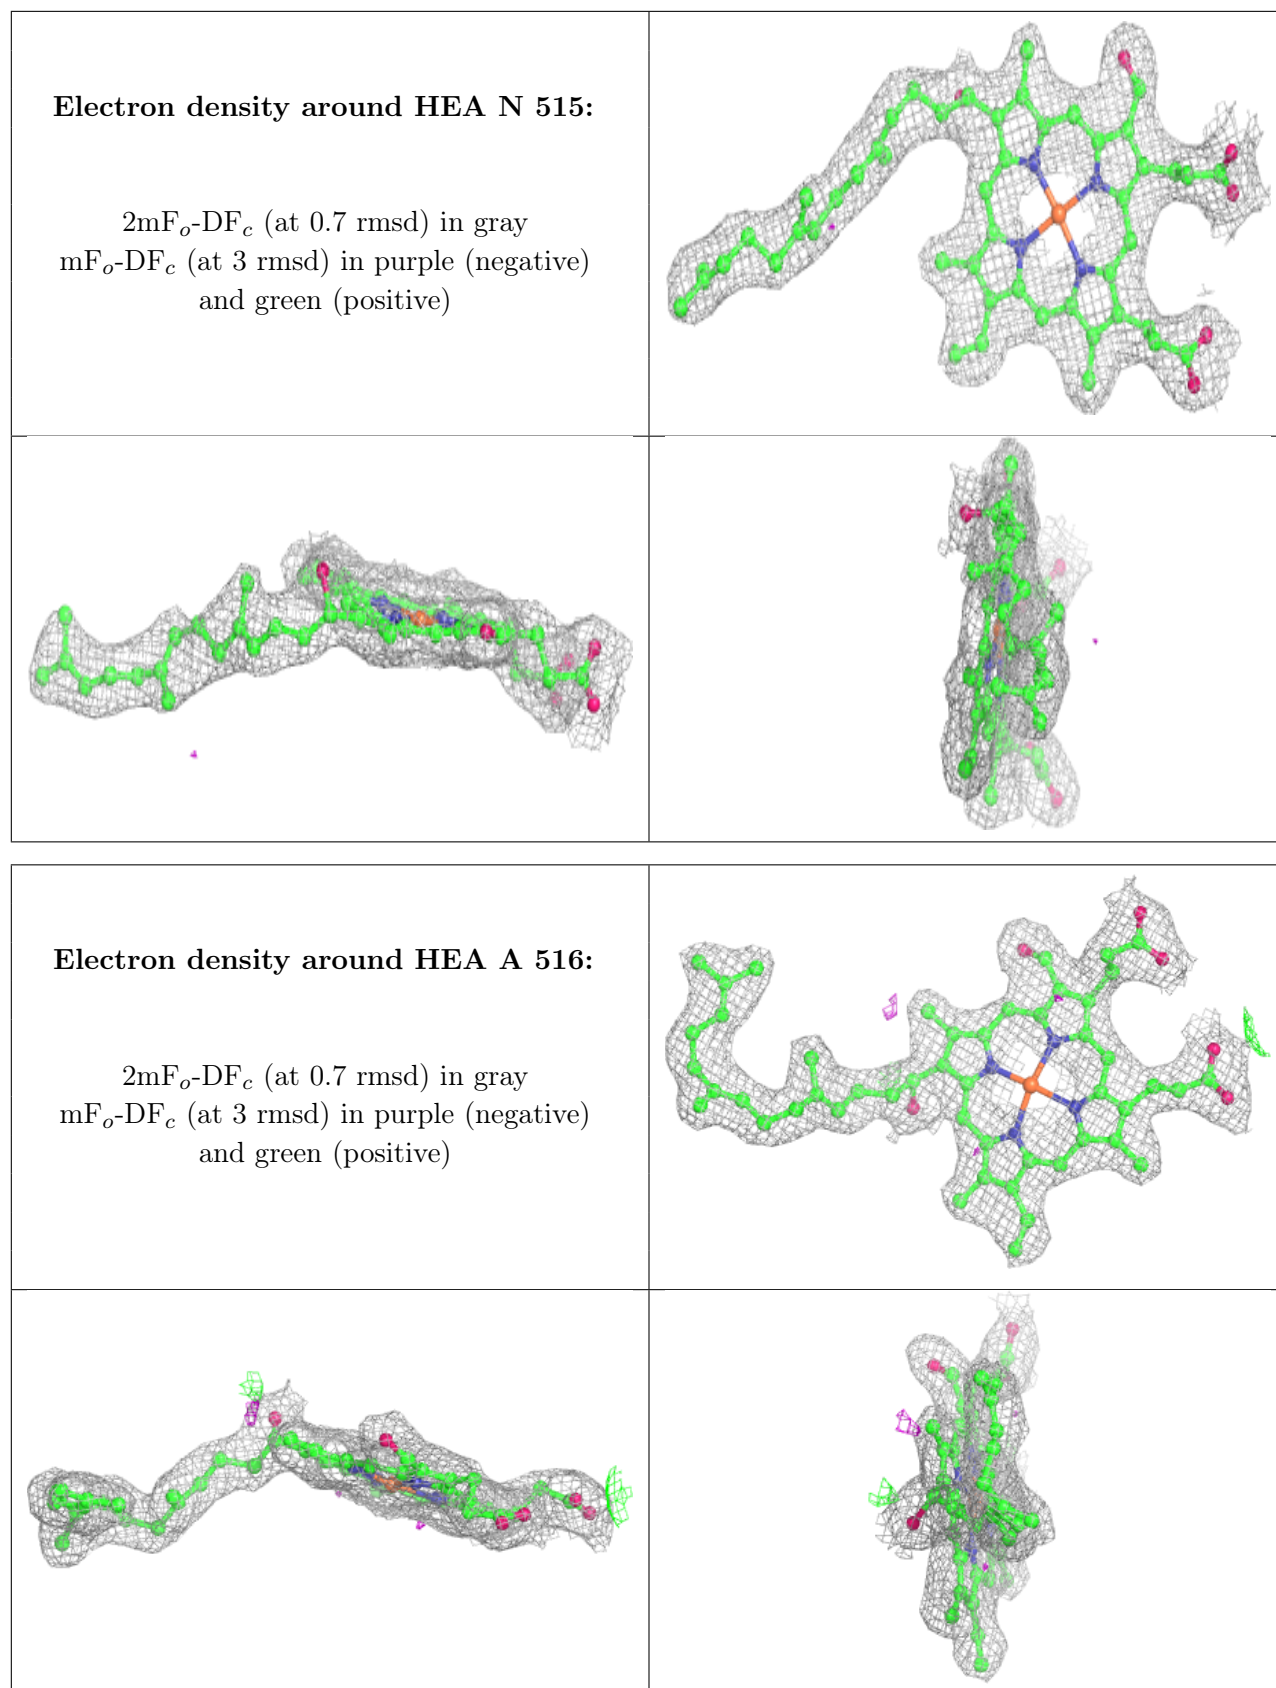 Electron density around HEA N 515:
2mFo-DFc (at 0.7 rmsd) in gray
mFo-DFc (at 3 rmsd) in purple (negative)
and green (positive)
Electron density around HEA A 516:
2mFo-DFc (at 0.7 rmsd) in gray
mFo-DFc (at 3 rmsd) in purple (negative)
and green (positive)